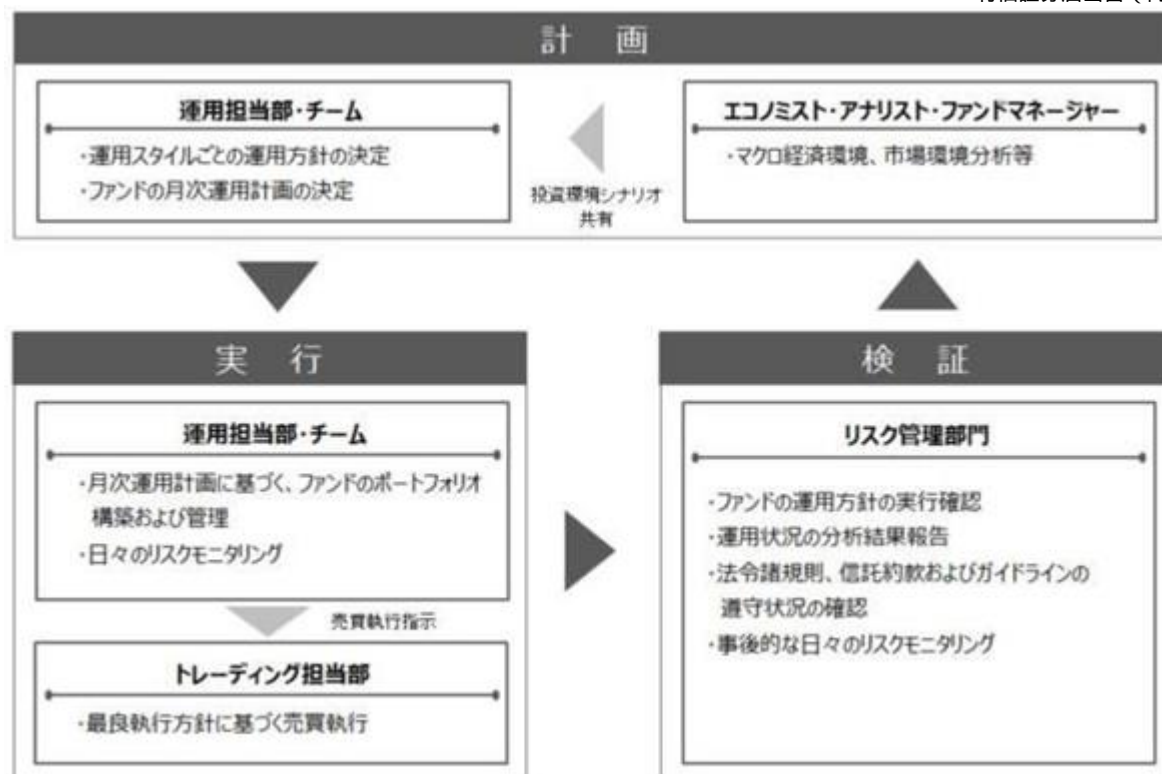 計 画
運用担当部・チーム
・運用スタイルごとの運用方針の決定
・ファンドの月次運用計画の決定
投資環境シナリオ
共有
エコノミスト・アナリスト・ファンドマネージャー
・マクロ経済環境、市場環境分析等
実 行
運用担当部・チーム
・月次運用計画に基づく、ファンドのポートフォリオ
構築および管理
・日々のリスクモニタリング
売買執行指示
トレーディング担当部
・最良執行方針に基づく売買執行
検 証
リスク管理部門
・ファンドの運用方針の実行確認
・運用状況の分析結果報告
・法令諸規則、信託約款およびガイドラインの
遵守状況の確認
・事後的な日々のリスクモニタリング